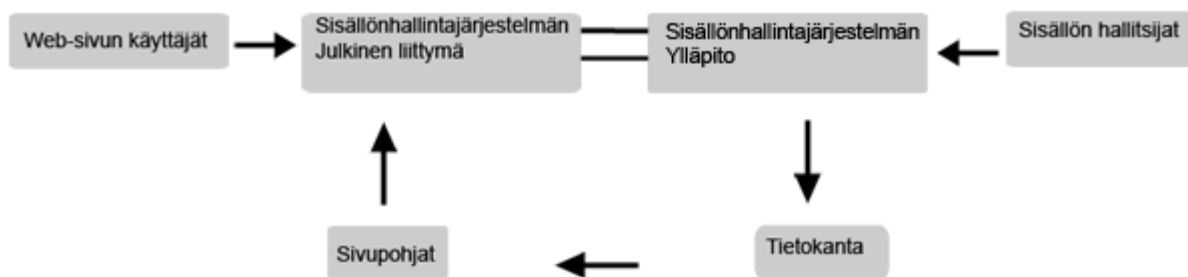 Web-sivun käyttäjät
Sisällönhallintajärjestelmän
Julkinen liittymä
Sisällönhallintajärjestelmän
Ylläpito
Sisällön hallitsijat
Sivupohjat
Tietokanta